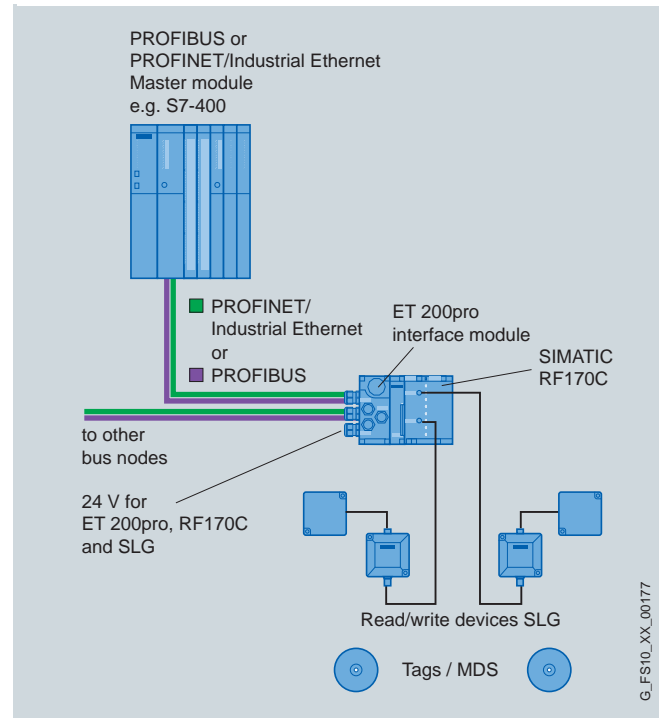 PROFIBUS or
PROFINET/Industrial Ethernet
Master module
e.g. S7-400
PROFINET/
Industrial Ethernet
or
PROFIBUS
ET 200pro
interface module
SIMATIC
RF170C
to other
bus nodes
24 V for
ET 200pro, RF170C
and SLG
Read/write devices SLG
Tags / MDS
G_FS10_XX_00177